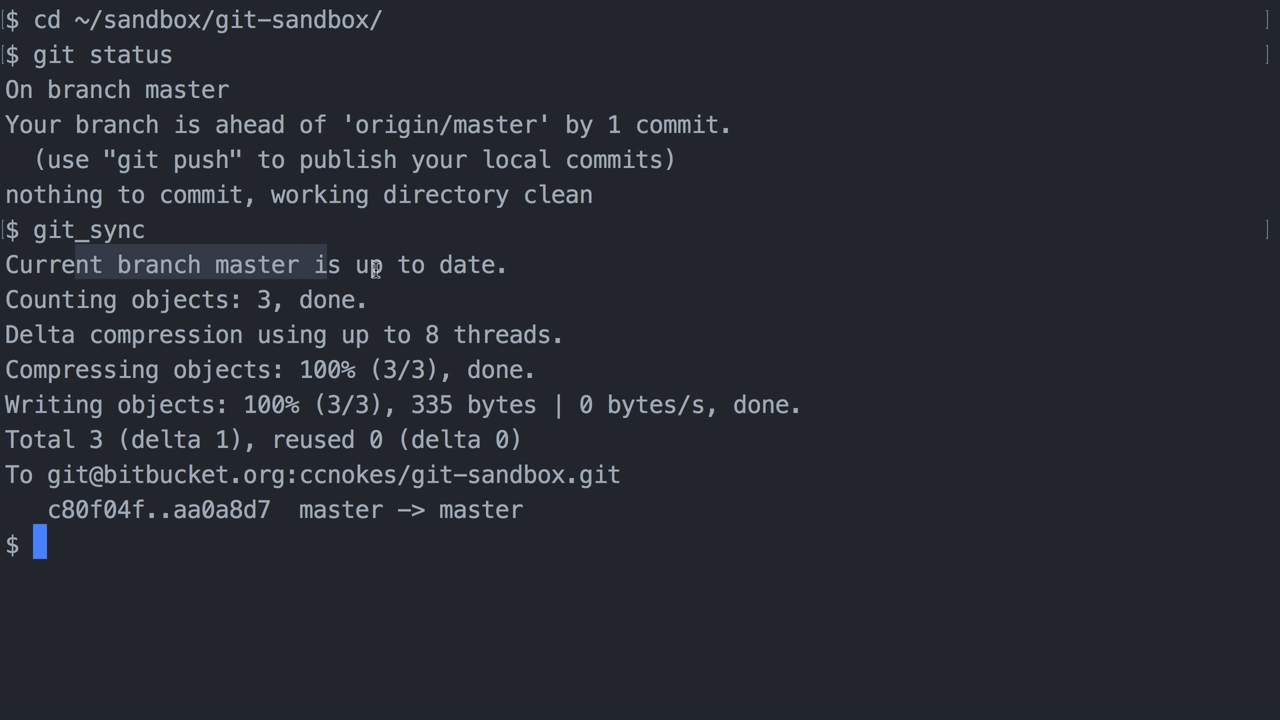 $ cd ~/sandbox/git-sandbox/
$ git status
On branch master
Your branch is ahead of 'origin/master' by 1 commit.
  (use "git push" to publish your local commits)
nothing to commit, working directory clean
$ git_sync
Current branch master is up to date.
Counting objects: 3, done.
Delta compression using up to 8 threads.
Compressing objects: 100% (3/3), done.
Writing objects: 100% (3/3), 335 bytes | 0 bytes/s, done.
Total 3 (delta 1), reused 0 (delta 0)
To git@bitbucket.org:ccnokes/git-sandbox.git
   c80f04f..aa0a8d7  master -> master
$